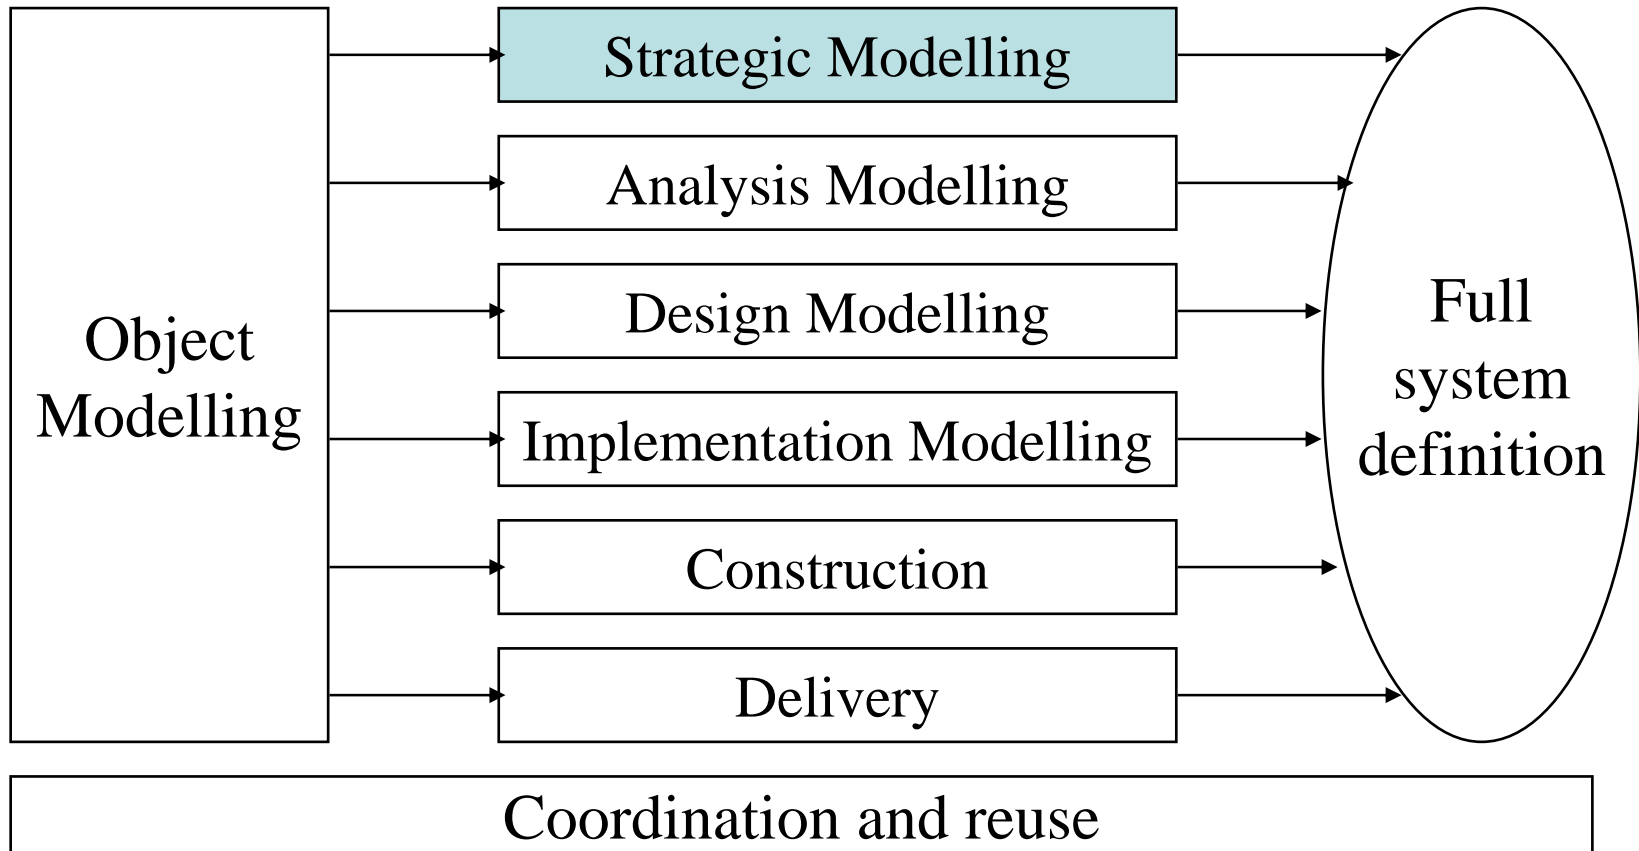 Object
Modelling
Strategic Modelling
Analysis Modelling
Design Modelling
Implementation Modelling
Construction
Delivery
Full
system
definition
Coordination and reuse